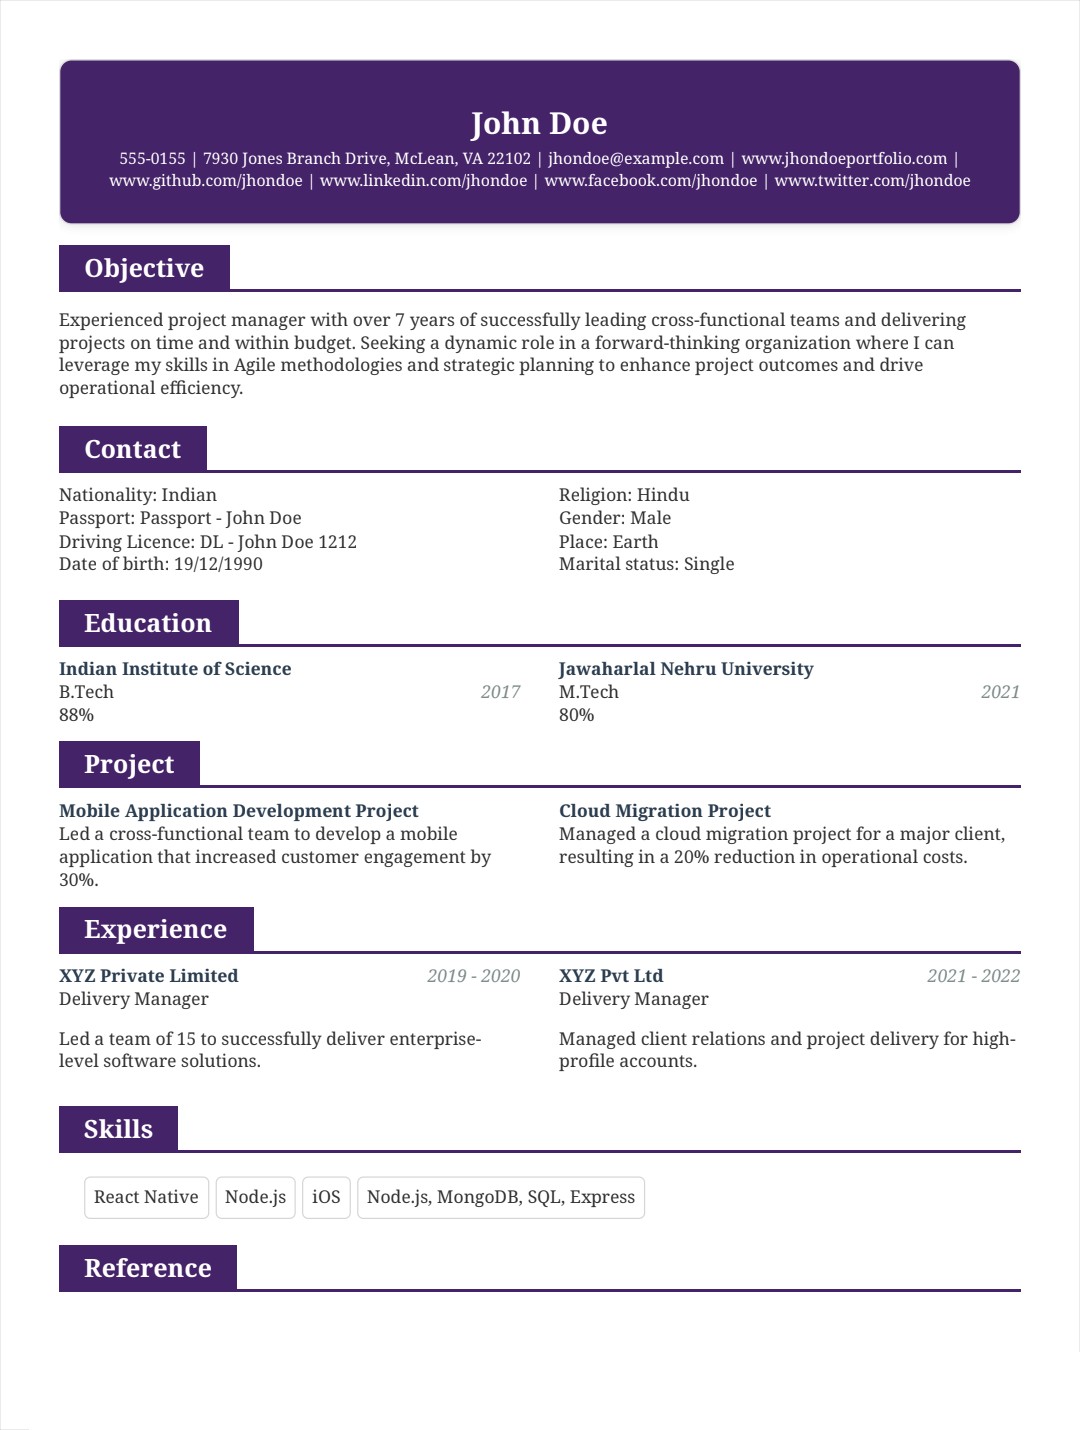 John Doe
555-0155 | 7930 Jones Branch Drive, McLean, VA 22102 | jhondoe@example.com | www.jhondoeportfolio.com |
www.github.com/jhondoe | www.linkedin.com/jhondoe | www.facebook.com/jhondoe | www.twitter.com/jhondoe
Objective
Experienced project manager with over 7 years of successfully leading cross-functional teams and delivering
projects on time and within budget. Seeking a dynamic role in a forward-thinking organization where I can
leverage my skills in Agile methodologies and strategic planning to enhance project outcomes and drive
operational efficiency.
Contact
Nationality: Indian
Passport: Passport - John Doe
Driving Licence: DL - John Doe 1212
Date of birth: 19/12/1990
Religion: Hindu
Gender: Male
Place: Earth
Marital status: Single
Education
Indian Institute of Science
B.Tech 2017
88%
Jawaharlal Nehru University
M.Tech 2021
80%
Project
Mobile Application Development Project
Led a cross-functional team to develop a mobile
application that increased customer engagement by
30%.
Cloud Migration Project
Managed a cloud migration project for a major client,
resulting in a 20% reduction in operational costs.
Experience
XYZ Private Limited 2019 - 2020
Delivery Manager
Led a team of 15 to successfully deliver enterprise-
level software solutions.
XYZ Pvt Ltd 2021 - 2022
Delivery Manager
Managed client relations and project delivery for high-
profile accounts.
Skills
React Native Node.js iOS Node.js, MongoDB, SQL, Express
Reference